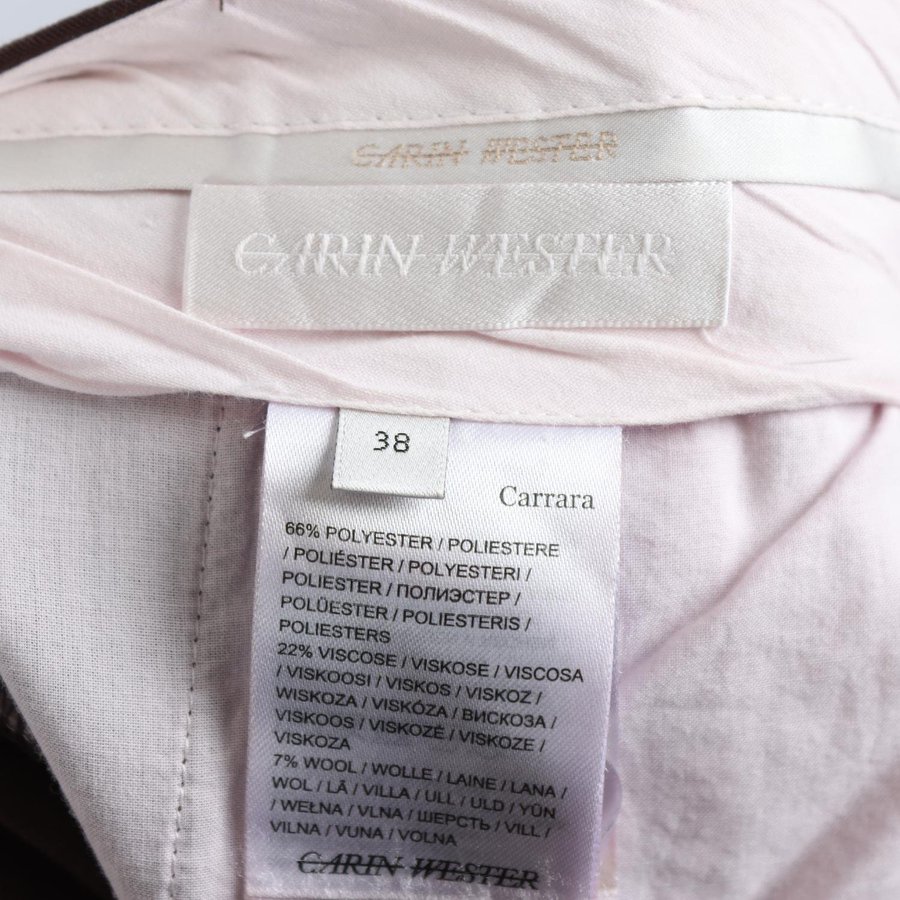 CARIN WESTER
CARIN WESTER
38
Carrara
66% POLYESTER / POLIESTERE
/ POLIÉSTER / POLYESTERI /
POLIESTER / ПОЛИЭСТЕР /
POLÜESTER / POLIESTERIS /
POLIESTERS
22% VISCOSE / VISKOSE / VISCOSA
/ VISKOOSI / VISKOS / VISKOZ /
WISKOZA / VISKÓZA / ВИСКОЗА /
VISKOOS / VISKOZĖ / VISKOZE /
VISKOZA
7% WOOL / WOLLE / LAINE / LANA /
WOL / LÃ / VILLA / ULL / ULD / YÜN
/ WEŁNA / VLNA / ШЕРСТЬ / VILL /
VILNA / VUNA / VOLNA
CARIN WESTER